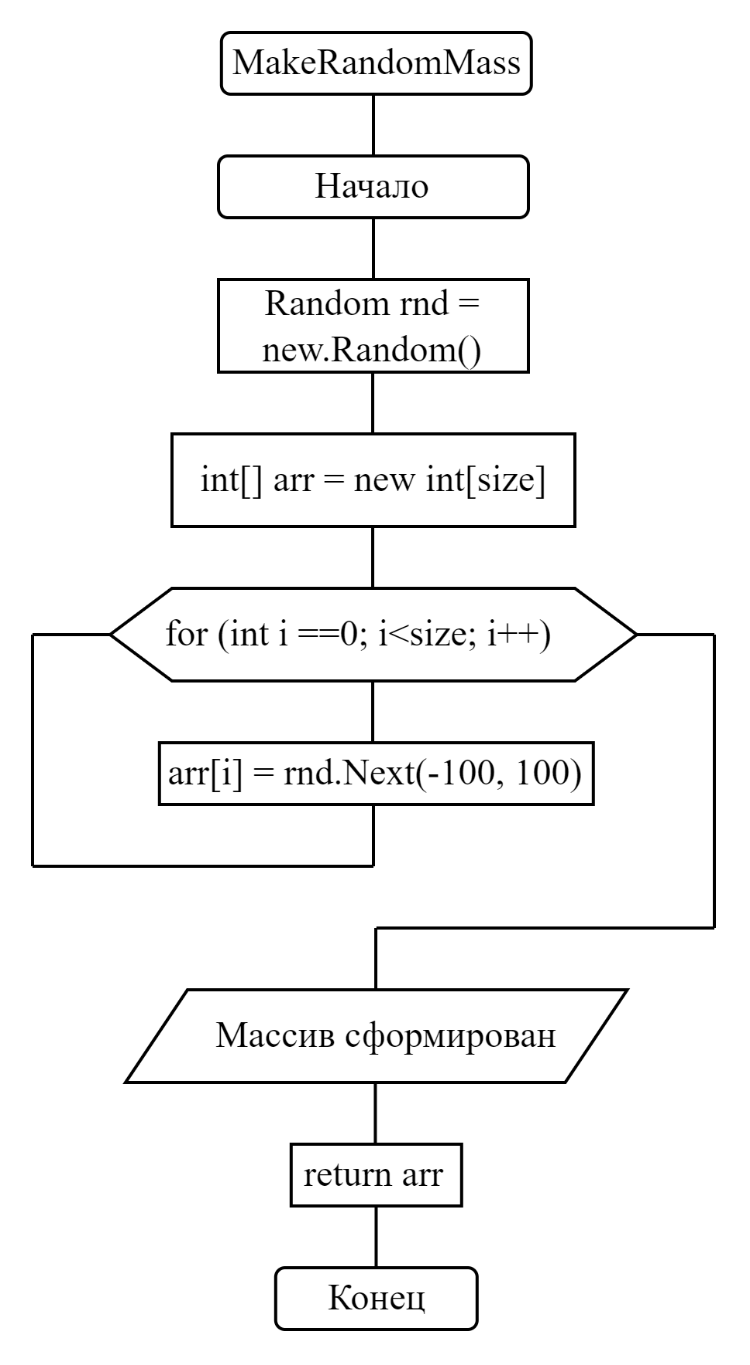 MakeRandomMass
Начало
Random rnd =
new.Random()
int[] arr = new int[size]
for (int i ==0; i<size; i++)
arr[i] = rnd.Next(-100, 100)
Массив сформирован
return arr
Конец